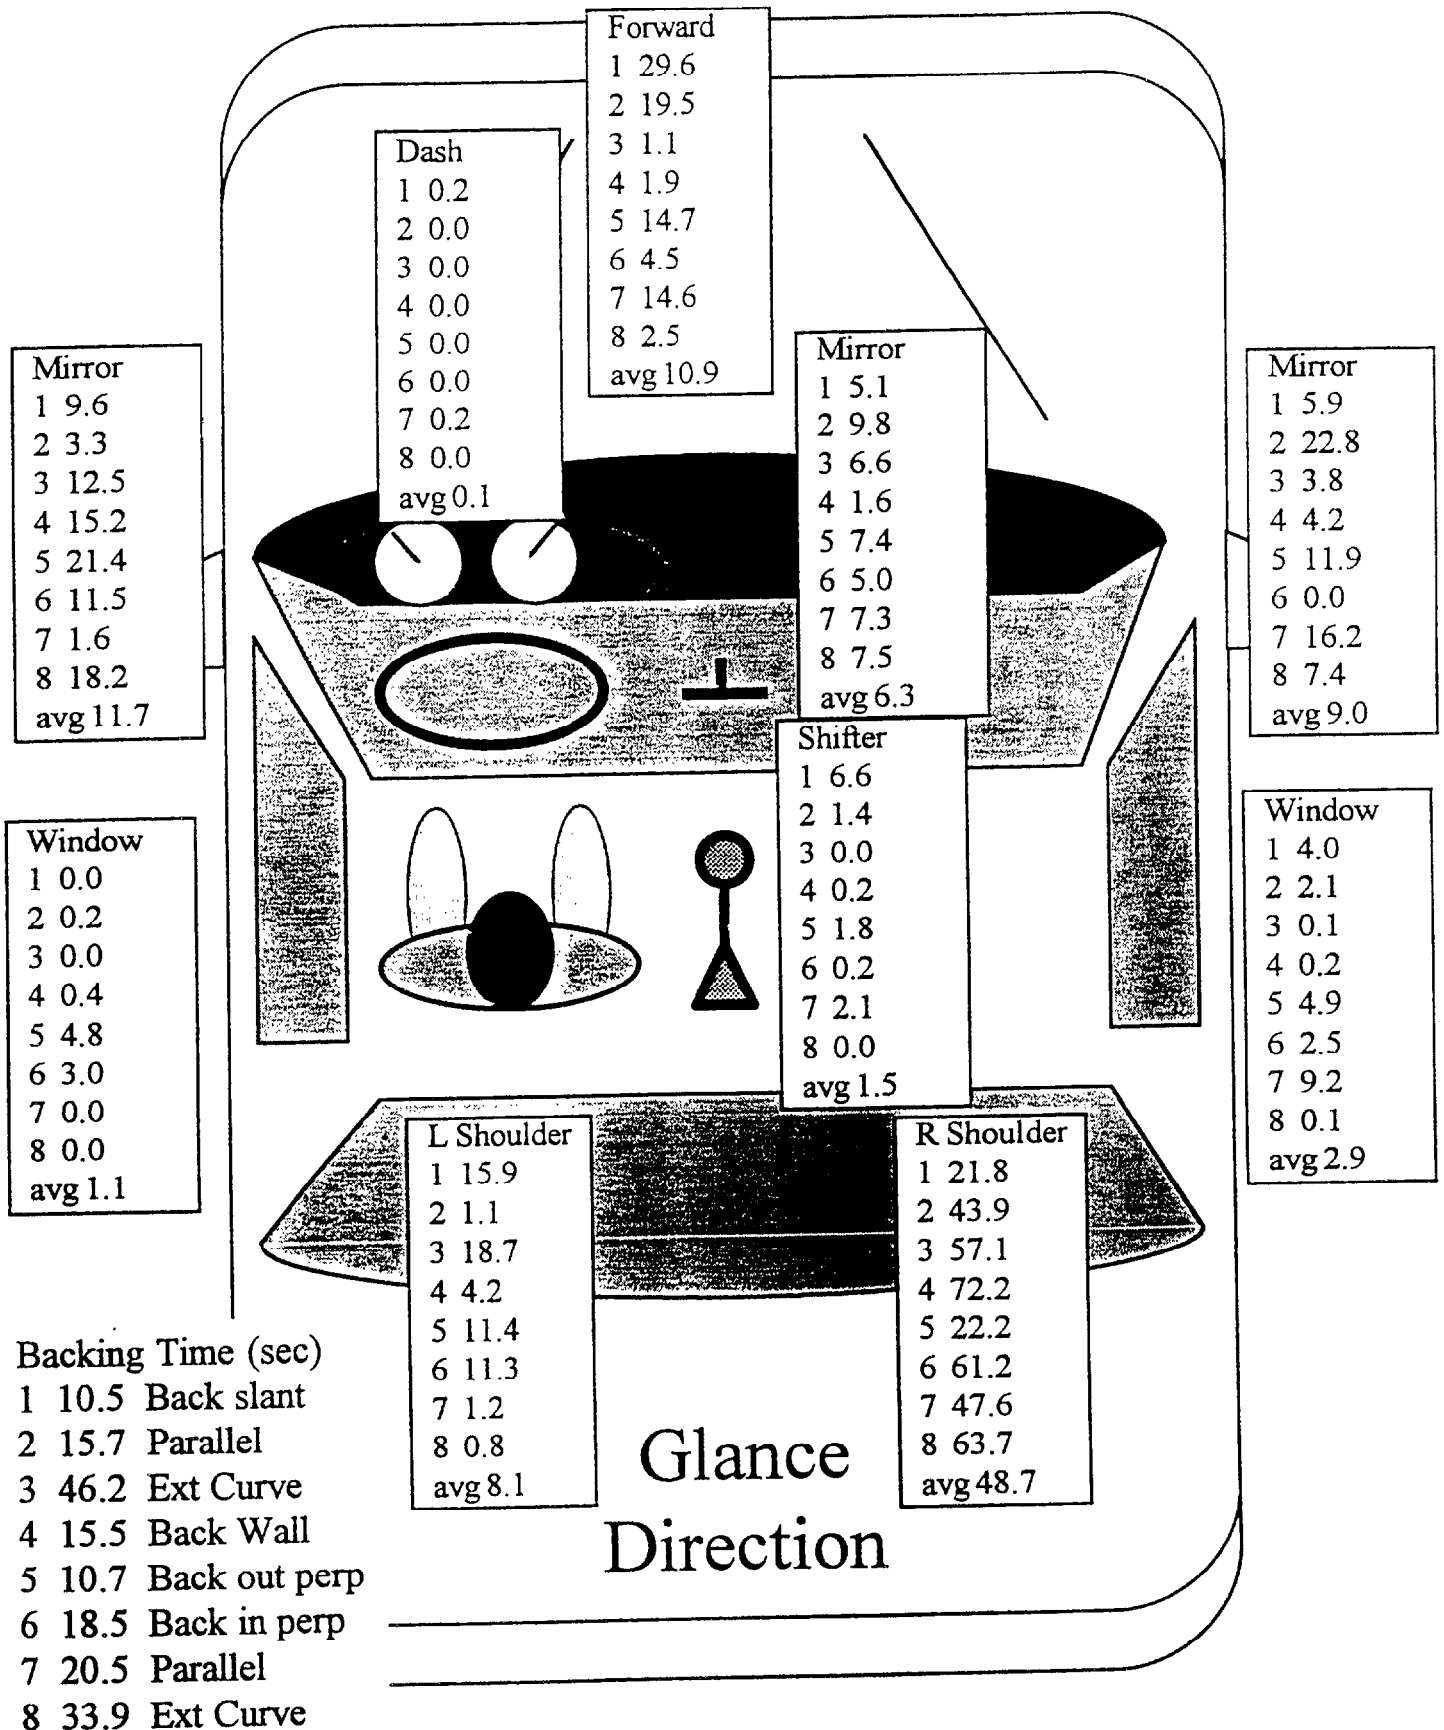 Forward
1 29.6
2 19.5
3 1.1
4 1.9
5 14.7
6 4.5
7 14.6
8 2.5
avg 10.9
Dash
1 0.2
2 0.0
3 0.0
4 0.0
5 0.0
6 0.0
7 0.2
8 0.0
avg 0.1
Mirror
1 9.6
2 3.3
3 12.5
4 15.2
5 21.4
6 11.5
7 1.6
8 18.2
avg 11.7
Mirror
1 5.1
2 9.8
3 6.6
4 1.6
5 7.4
6 5.0
7 7.3
8 7.5
avg 6.3
Mirror
1 5.9
2 22.8
3 3.8
4 4.2
5 11.9
6 0.0
7 16.2
8 7.4
avg 9.0
Shifter
1 6.6
2 1.4
3 0.0
4 0.2
5 1.8
6 0.2
7 2.1
8 0.0
avg 1.5
Window
1 0.0
2 0.2
3 0.0
4 0.4
5 4.8
6 3.0
7 0.0
8 0.0
avg 1.1
Window
1 4.0
2 2.1
3 0.1
4 0.2
5 4.9
6 2.5
7 9.2
8 0.1
avg 2.9
L Shoulder
1 15.9
2 1.1
3 18.7
4 4.2
5 11.4
6 11.3
7 1.2
8 0.8
avg 8.1
R Shoulder
1 21.8
2 43.9
3 57.1
4 72.2
5 22.2
6 61.2
7 47.6
8 63.7
avg 48.7
Glance
Direction
Backing Time (sec)
1 10.5 Back slant
2 15.7 Parallel
3 46.2 Ext Curve
4 15.5 Back Wall
5 10.7 Back out perp
6 18.5 Back in perp
7 20.5 Parallel
8 33.9 Ext Curve